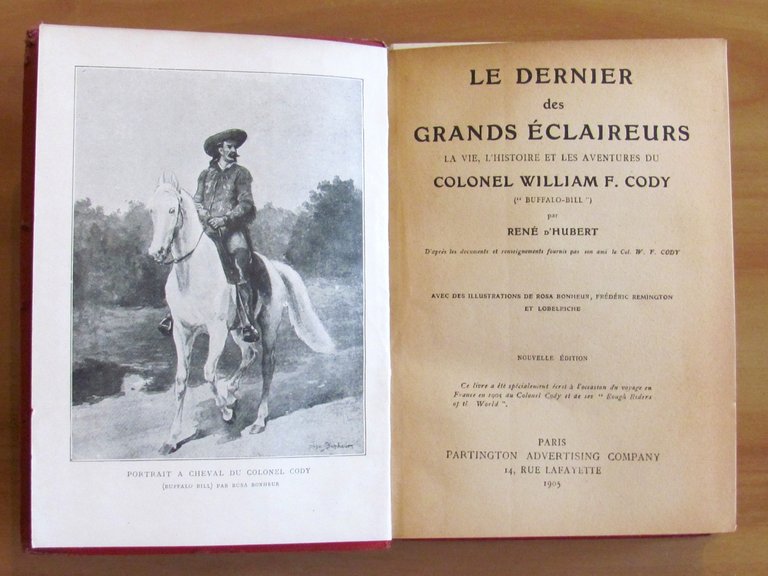 Rosa Bonheur
PORTRAIT A CHEVAL DU COLONEL CODY
(BUFFALO BILL) PAR ROSA BONHEUR
LE DERNIER
des
GRANDS ÉCLAIREURS
LA VIE, L'HISTOIRE ET LES AVENTURES DU
COLONEL WILLIAM F. CODY
(" BUFFALO-BILL ")
par
RENÉ D'HUBERT
D'après les documents et renseignements fournis par son ami le Col. W. F. CODY
AVEC DES ILLUSTRATIONS DE ROSA BONHEUR, FRÉDÉRIC REMINGTON
ET LOBELPICHE
NOUVELLE ÉDITION
Ce livre a été spécialement écrit à l'occasion du voyage en
France en 1905 du Colonel Cody et de ses " Rough Riders
of the World ".
PARIS
PARTINGTON ADVERTISING COMPANY
14, RUE LAFAYETTE
1905